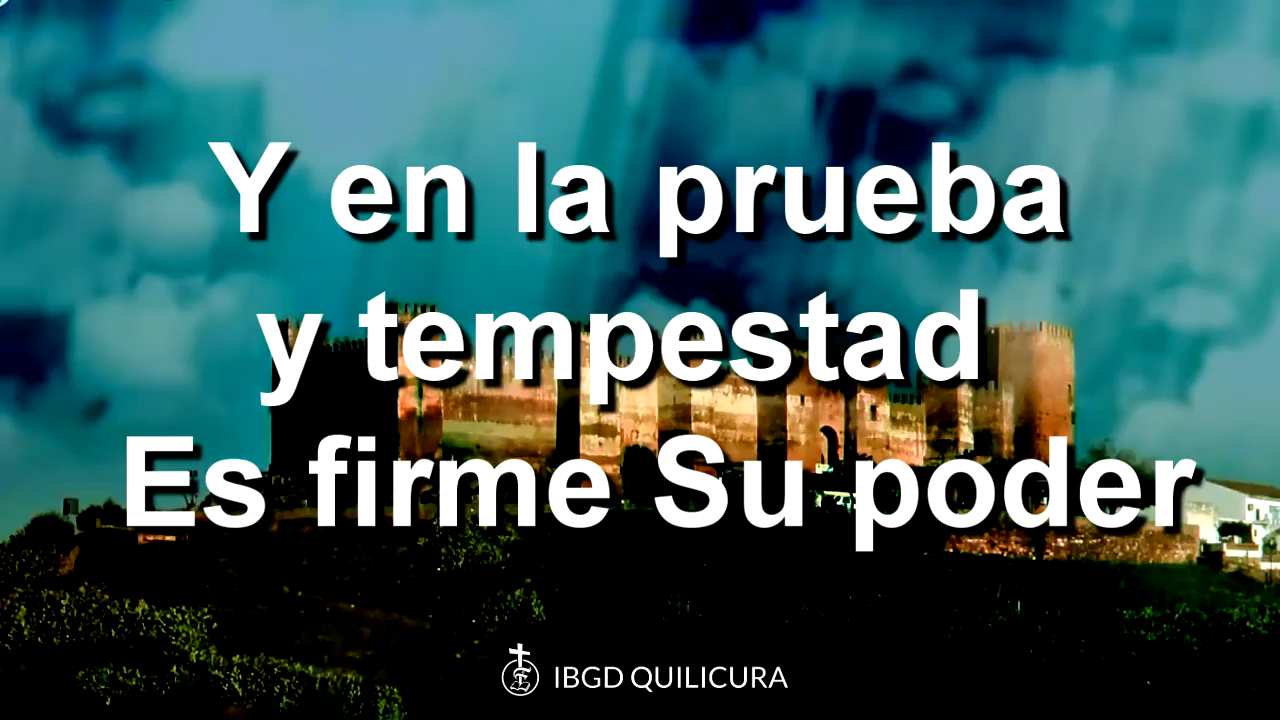 Y en la prueba
y tempestad
Es firme Su poder
IBGD QUILICURA